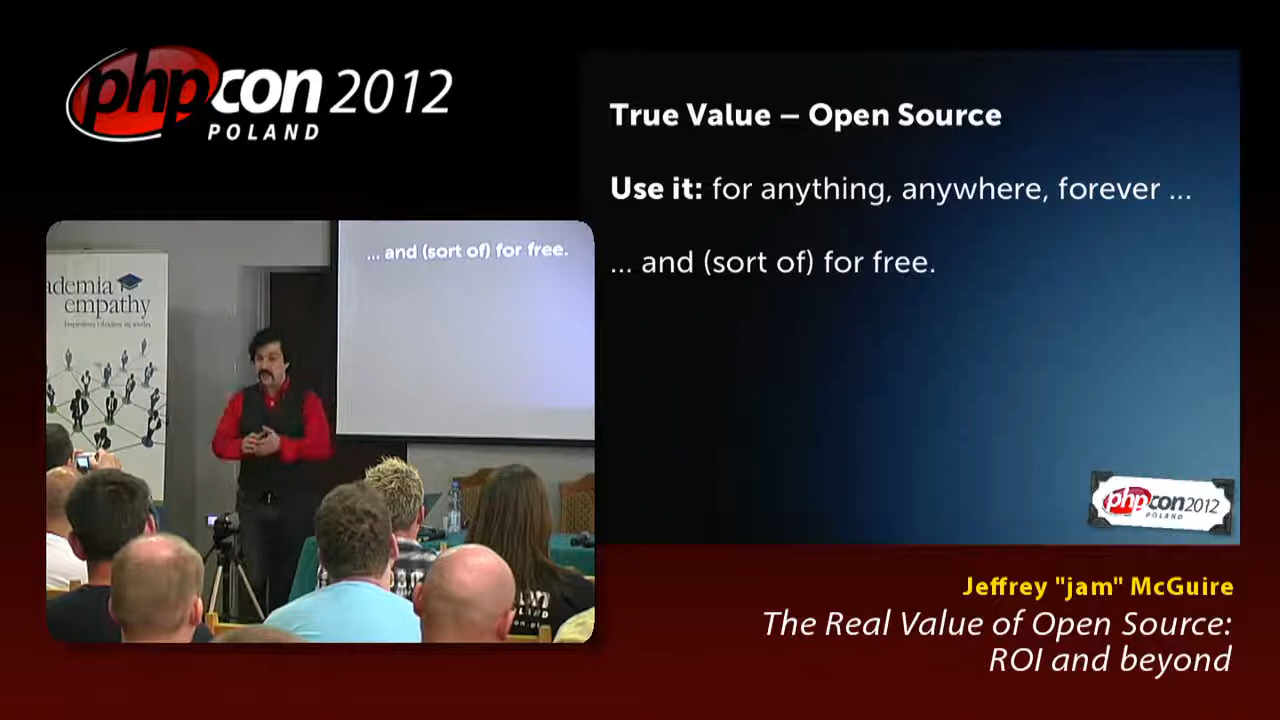 phpcon 2012
POLAND
True Value – Open Source
Use it: for anything, anywhere, forever ...
... and (sort of) for free.
... and (sort of) for free.
ademia
empathy
phpcon 2012
POLAND
Jeffrey "jam" McGuire
The Real Value of Open Source:
ROI and beyond